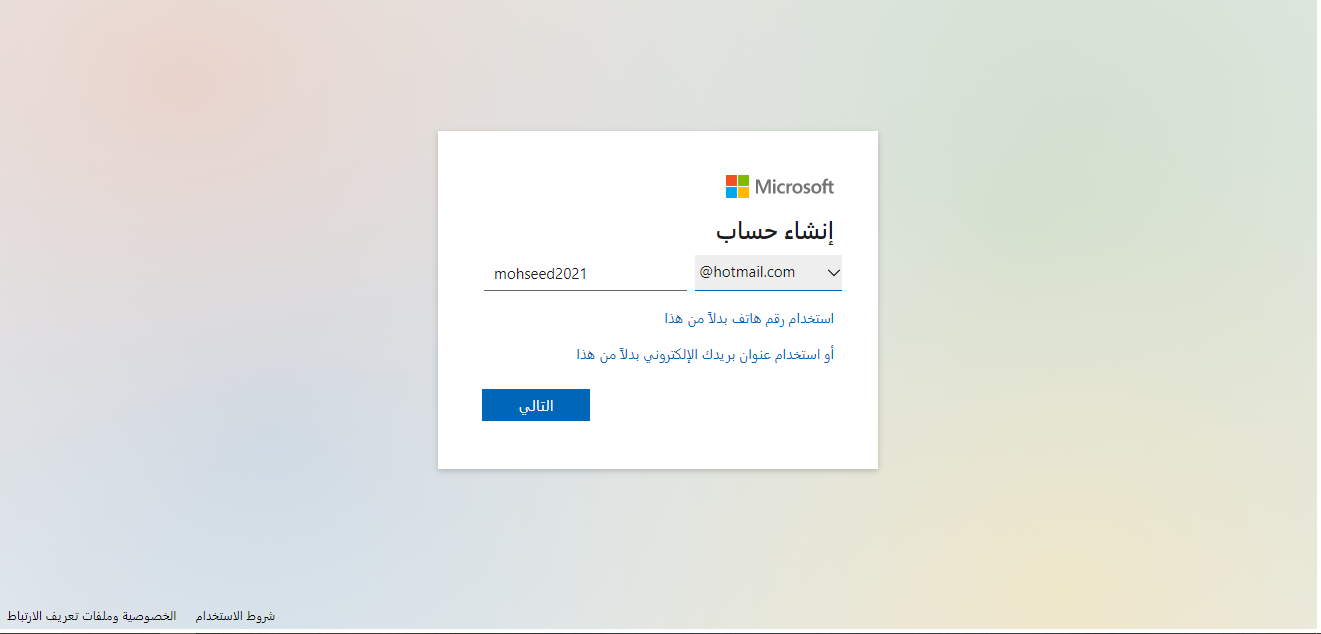 Microsoft
إنشاء حساب
mohseed2021 @hotmail.com
استخدام رقم هاتف بدلاً من هذا
أو استخدام عنوان بريدك الإلكتروني بدلاً من هذا
التالي
شروط الاستخدام الخصوصية وملفات تعريف الارتباط